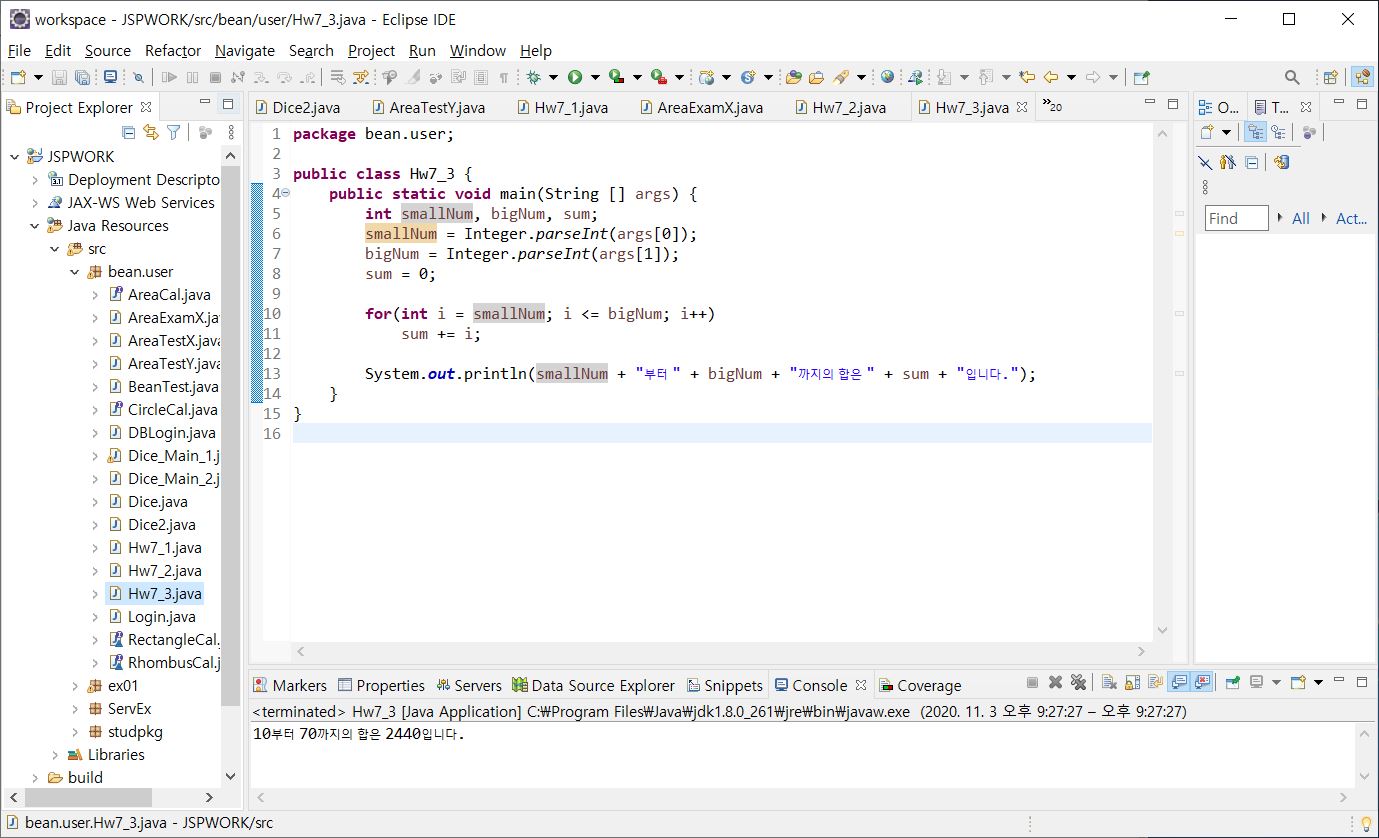 workspace - JSPWORK/src/bean/user/Hw7_3.java - Eclipse IDE
File Edit Source Refactor Navigate Search Project Run Window Help
Project Explorer
JSPWORK
Deployment Descripto
JAX-WS Web Services
Java Resources
src
bean.user
AreaCal.java
AreaExamX.ja
AreaTestX.java
AreaTestY.java
BeanTest.java
CircleCal.java
DBLogin.java
Dice_Main_1.j
Dice_Main_2.j
Dice.java
Dice2.java
Hw7_1.java
Hw7_2.java
Hw7_3.java
Login.java
RectangleCal.
RhombusCal.j
ex01
ServEx
studpkg
Libraries
build
Dice2.java AreaTestY.java Hw7_1.java AreaExamX.java Hw7_2.java Hw7_3.java »20
1 package bean.user;
2
3 public class Hw7_3 {
4 public static void main(String [] args) {
5 int smallNum, bigNum, sum;
6 smallNum = Integer.parseInt(args[0]);
7 bigNum = Integer.parseInt(args[1]);
8 sum = 0;
9
10 for(int i = smallNum; i <= bigNum; i++)
11 sum += i;
12
13 System.out.println(smallNum + "부터 " + bigNum + "까지의 합은 " + sum + "입니다.");
14 }
15 }
16
O... T...
Find All Act...
Markers Properties Servers Data Source Explorer Snippets Console Coverage
<terminated> Hw7_3 [Java Application] C:₩Program Files₩Java₩jdk1.8.0_261₩jre₩bin₩javaw.exe (2020. 11. 3 오후 9:27:27 – 오후 9:27:27)
10부터 70까지의 합은 2440입니다.
bean.user.Hw7_3.java - JSPWORK/src